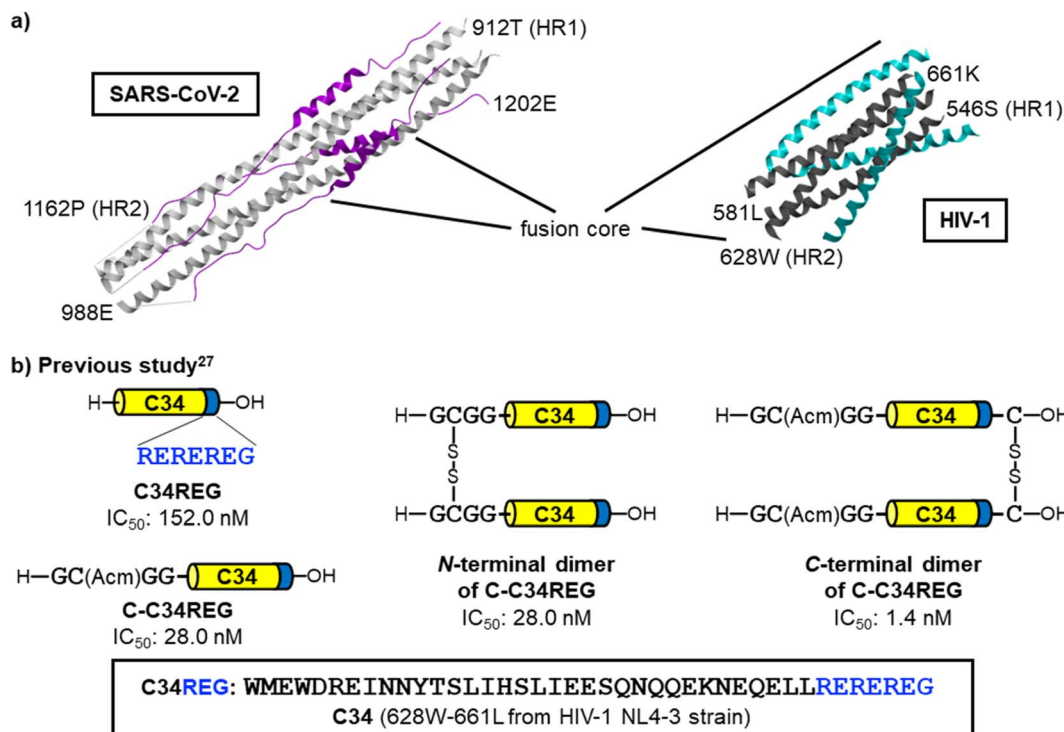 a)
SARS-CoV-2
912T (HR1)
1202E
1162P (HR2)
988E
fusion core
661K
546S (HR1)
581L
628W (HR2)
HIV-1
b) Previous study27
H C34 OH
REREREG
C34REG
IC50: 152.0 nM
H–GC(Acm)GG C34 OH
C-C34REG
IC50: 28.0 nM
H–GCGG C34 OH
S
S
H–GCGG C34 OH
N-terminal dimer
of C-C34REG
IC50: 28.0 nM
H–GC(Acm)GG C34 C–OH
S
S
H–GC(Acm)GG C34 C–OH
C-terminal dimer
of C-C34REG
IC50: 1.4 nM
C34REG: WMEWDREINNYTSLIHSLIEESQNQQEKNEQELLREREREG
C34 (628W-661L from HIV-1 NL4-3 strain)